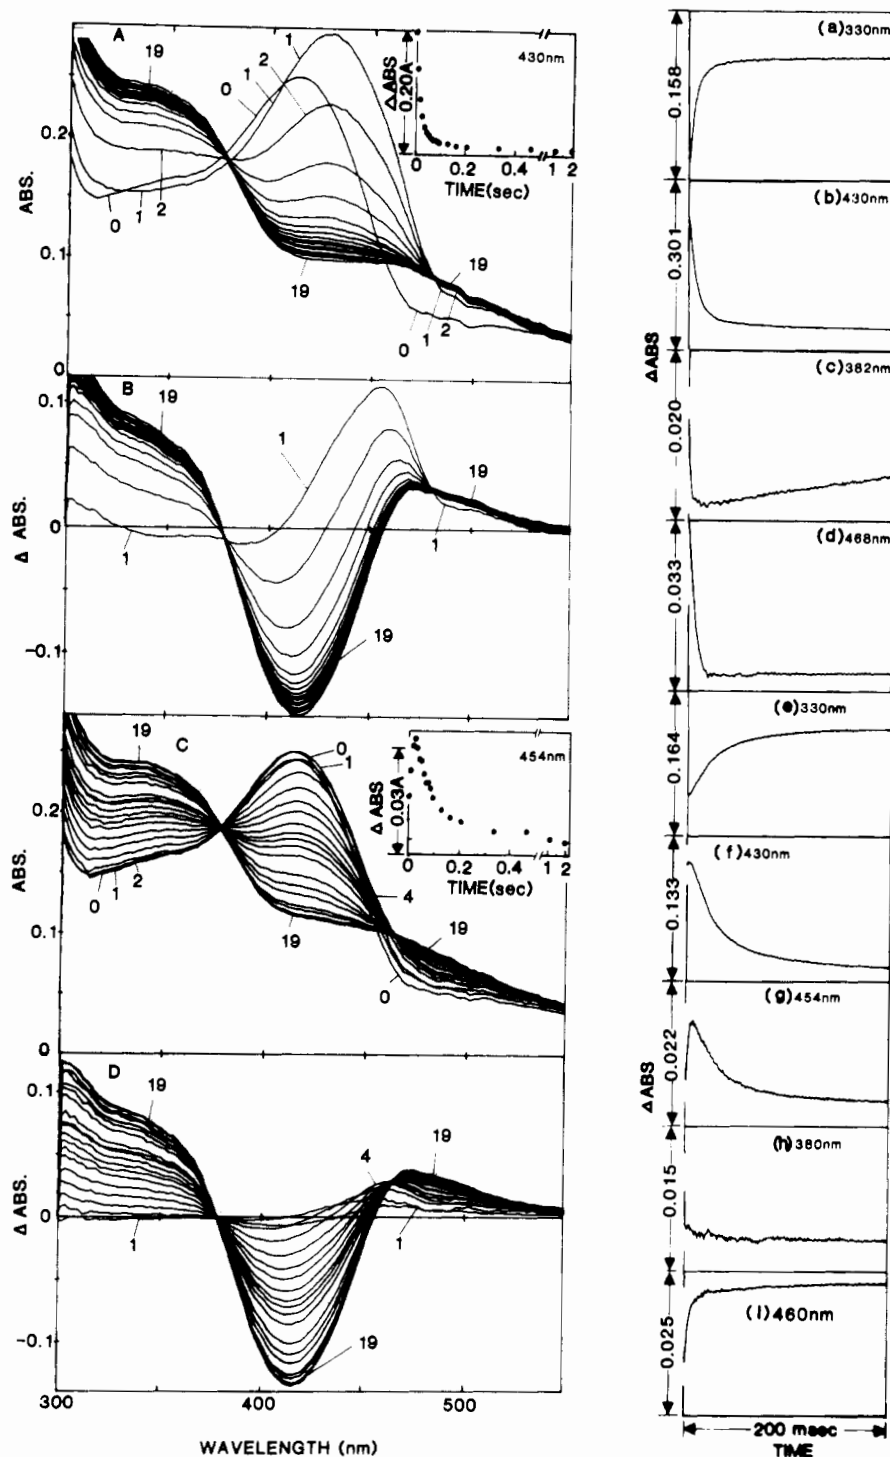 A
19
0
1
2
1
430nm
Δ ABS
0.20A
0
0.2
0.4
1
2
TIME(sec)
ABS.
0.2
0.1
0
0
1
2
19
19
0
1
2
B
0.1
0
-0.1
Δ ABS.
19
1
1
19
1
19
C
ABS.
0.2
0.1
0
19
0
1
454nm
Δ ABS
0.03A
0
0.2
0.4
1
2
TIME(sec)
4
0
1
2
19
19
0
D
0.1
0
-0.1
Δ ABS.
19
1
4
19
1
19
300
400
500
WAVELENGTH (nm)
(a)330nm
0.158
(b)430nm
0.301
Δ ABS
(c)382nm
0.020
(d)468nm
0.033
(e)330nm
0.164
(f)430nm
0.133
(g)454nm
0.022
Δ ABS
(h)380nm
0.015
(i)460nm
0.025
200 msec
TIME